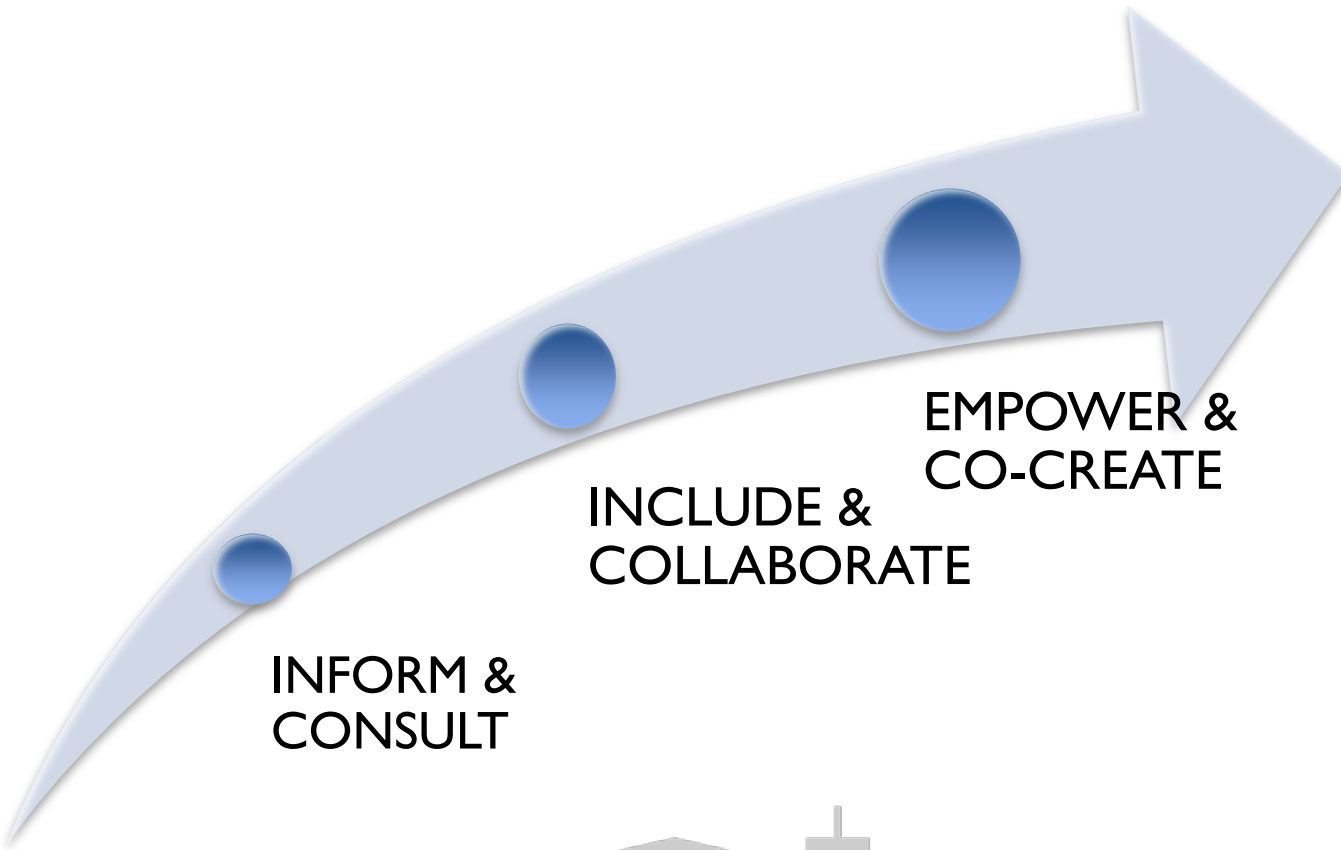 EMPOWER &
CO-CREATE
INCLUDE &
COLLABORATE
INFORM &
CONSULT